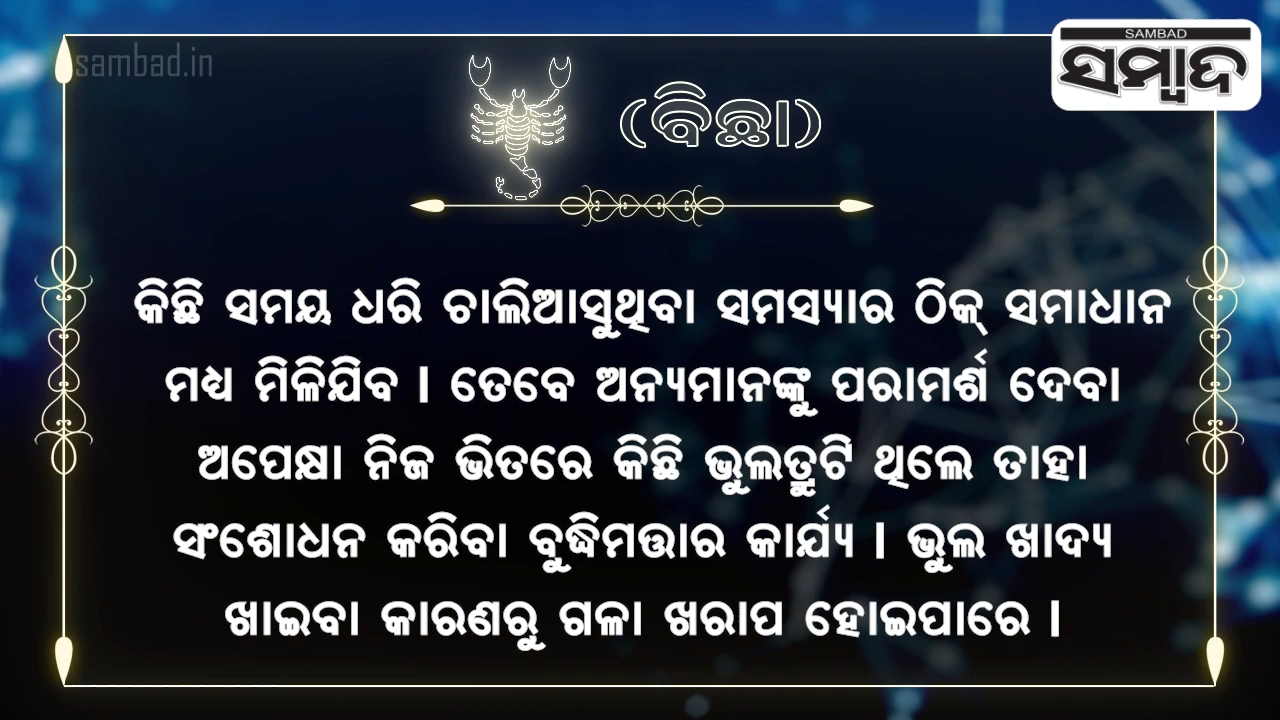 sambad.in
SAMBAD
ସମ୍ବାଦ
(ବିଛା)
କିଛି ସମୟ ଧରି ଚାଲିଆସୁଥିବା ସମସ୍ୟାର ଠିକ୍ ସମାଧାନ
ମଧ୍ୟ ମିଳିଯିବ ।  ତେବେ ଅନ୍ୟମାନଙ୍କୁ ପରାମର୍ଶ ଦେବା
ଅପେକ୍ଷା ନିଜ ଭିତରେ କିଛି ଭୁଲତ୍ରୁଟି ଥିଲେ ତାହା
ସଂଶୋଧନ କରିବା ବୁଦ୍ଧିମତ୍ତାର କାର୍ଯ୍ୟ । ଭୁଲ ଖାଦ୍ୟ
ଖାଇବା କାରଣରୁ ଗଳା ଖରାପ ହୋଇପାରେ ।